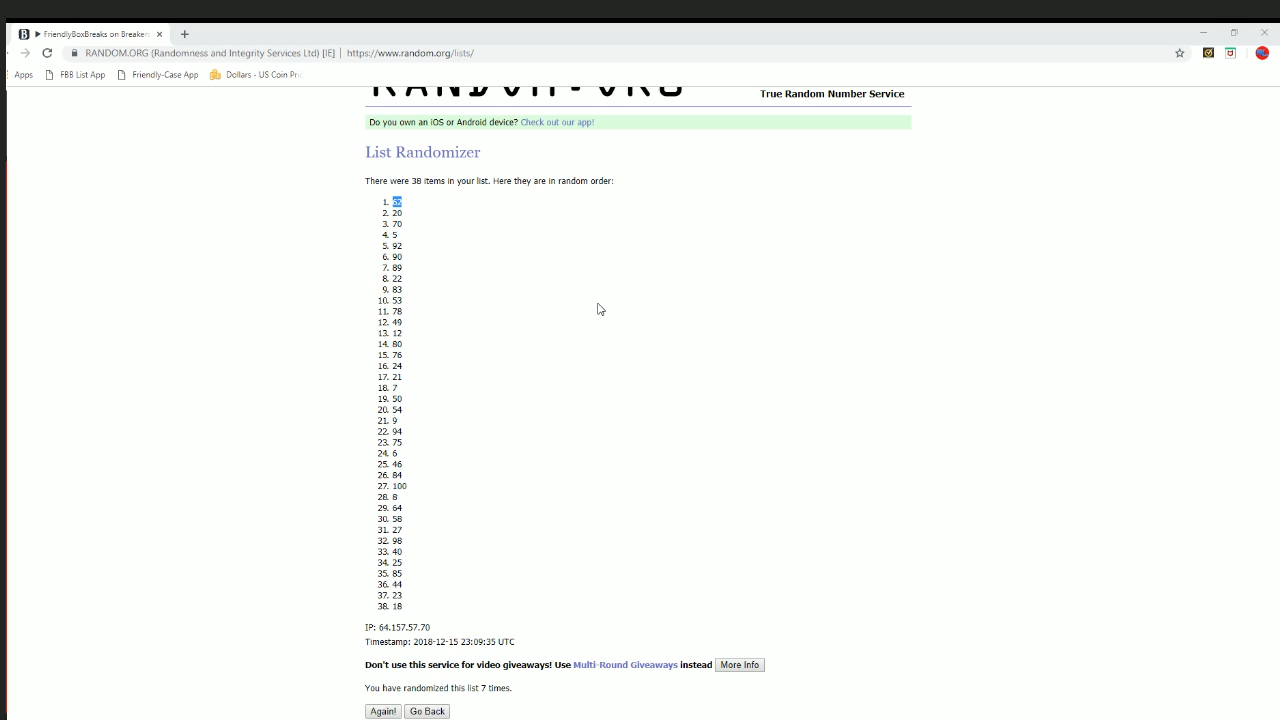 FriendlyBoxBreaks on Breakers
RANDOM.ORG (Randomness and Integrity Services Ltd) [IE] | https://www.random.org/lists/
Apps FBB List App Friendly-Case App Dollars - US Coin Pric
RANDOM.ORG
True Random Number Service
Do you own an iOS or Android device? Check out our app!
List Randomizer
There were 38 items in your list. Here they are in random order:
1. 62
2. 20
3. 70
4. 5
5. 92
6. 90
7. 89
8. 22
9. 83
10. 53
11. 78
12. 49
13. 12
14. 80
15. 76
16. 24
17. 21
18. 7
19. 50
20. 54
21. 9
22. 94
23. 75
24. 6
25. 46
26. 84
27. 100
28. 8
29. 64
30. 58
31. 27
32. 98
33. 40
34. 25
35. 85
36. 44
37. 23
38. 18
IP: 64.157.57.70
Timestamp: 2018-12-15 23:09:35 UTC
Don't use this service for video giveaways! Use Multi-Round Giveaways instead More Info
You have randomized this list 7 times.
Again! Go Back